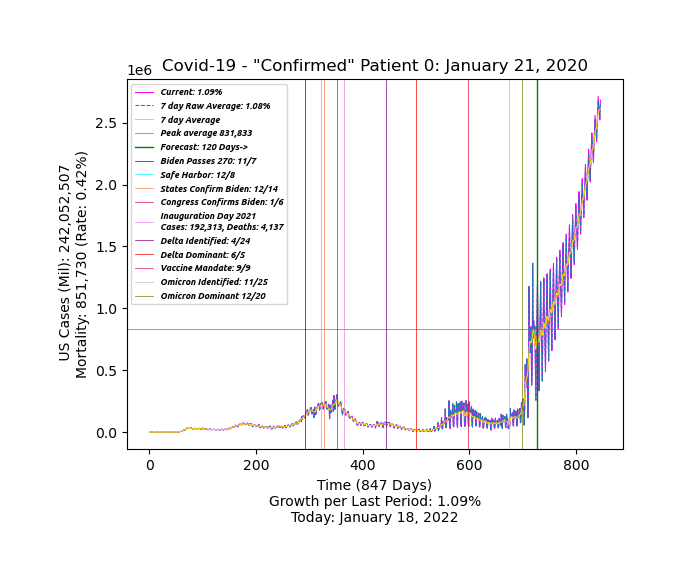 Covid-19 - "Confirmed" Patient 0: January 21, 2020
1e6
Current: 1.09%
7 day Raw Average: 1.08%
7 day Average
Peak average 831,833
Forecast: 120 Days->
Biden Passes 270: 11/7
Safe Harbor: 12/8
States Confirm Biden: 12/14
Congress Confirms Biden: 1/6
Inauguration Day 2021
Cases: 192,313, Deaths: 4,137
Delta Identified: 4/24
Delta Dominant: 6/5
Vaccine Mandate: 9/9
Omicron Identified: 11/25
Omicron Dominant 12/20
2.5
2.0
1.5
1.0
0.5
0.0
US Cases (Mil): 242,052,507
Mortality: 851,730 (Rate: 0.42%)
0 200 400 600 800
Time (847 Days)
Growth per Last Period: 1.09%
Today: January 18, 2022